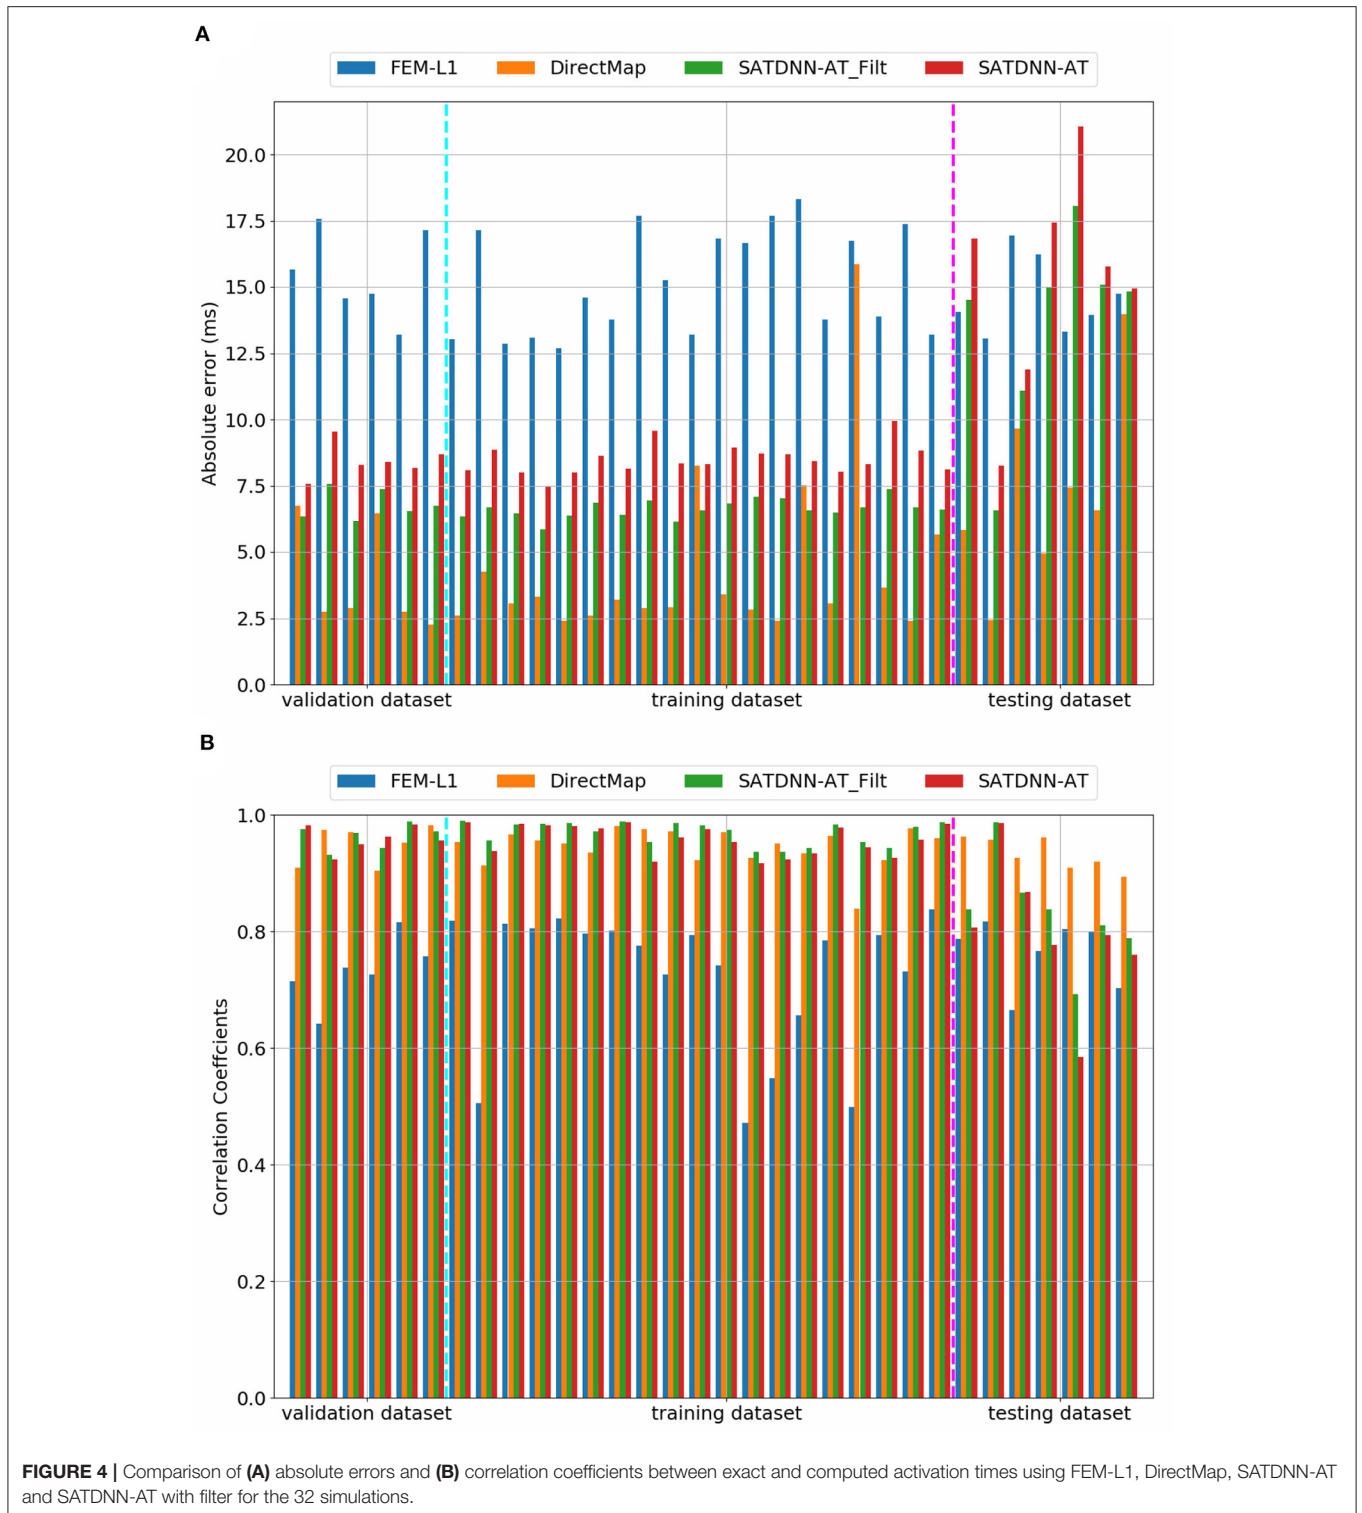 A
FEM-L1 DirectMap SATDNN-AT_Filt SATDNN-AT
20.0
17.5
15.0
12.5
10.0
7.5
5.0
2.5
0.0
Absolute error (ms)
validation dataset training dataset testing dataset
B
FEM-L1 DirectMap SATDNN-AT_Filt SATDNN-AT
1.0
0.8
0.6
0.4
0.2
0.0
Correlation Coeffcients
validation dataset training dataset testing dataset
FIGURE 4 | Comparison of (A) absolute errors and (B) correlation coefficients between exact and computed activation times using FEM-L1, DirectMap, SATDNN-AT
and SATDNN-AT with filter for the 32 simulations.